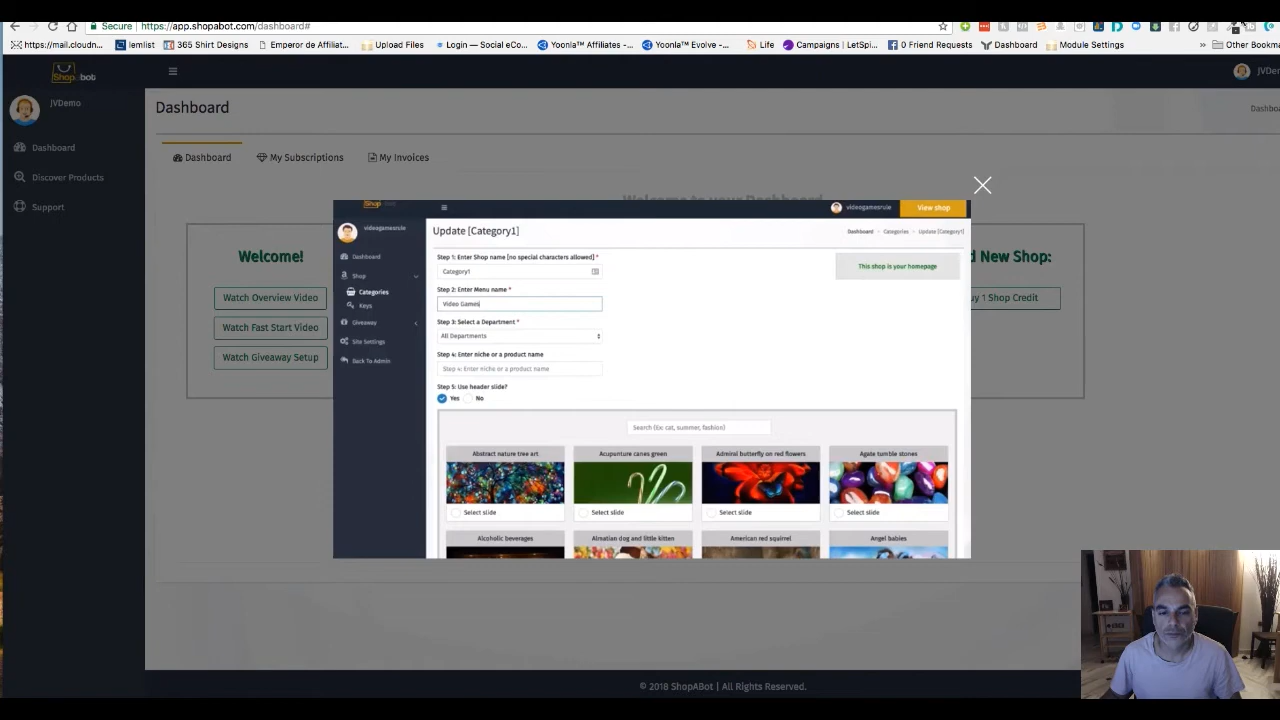 Secure | https://app.shopabot.com/dashboard#
https://mail.cloudn...
lemlist
365 Shirt Designs
Emperor de Affiliat...
Upload Files
Login — Social eCo...
Yoonla™ Affiliates -...
Yoonla™ Evolve -...
Life
Campaigns | LetSpi...
0 Friend Requests
Dashboard
Module Settings
»
Other Bookma
JVDemo
Dashboard
Discover Products
Support
JVDe
Dashboard
Dashboa
Dashboard
My Subscriptions
My Invoices
Welcome to your Dashboard
Welcome!
Watch Overview Video
Watch Fast Start Video
Watch Giveaway Setup
d New Shop:
uy 1 Shop Credit
videogamesrule
View shop
videogamesrule
Dashboard
Shop
Categories
Keys
Giveaway
Site Settings
Back To Admin
Update [Category1]
Dashboard > Categories > Update [Category1]
Step 1: Enter Shop name [no special characters allowed] *
Category1
This shop is your homepage
Step 2: Enter Menu name *
Video Games
Step 3: Select a Department *
All Departments
Step 4: Enter niche or a product name
Step 4: Enter niche or a product name
Step 5: Use header slide?
Yes
No
Search (Ex: cat, summer, fashion)
Abstract nature tree art
Acupunture canes green
Admiral butterfly on red flowers
Agate tumble stones
Select slide
Select slide
Select slide
Select slide
Alcoholic beverages
Alnatian dog and little kitten
American red squirrel
Angel babies
© 2018 ShopABot | All Rights Reserved.